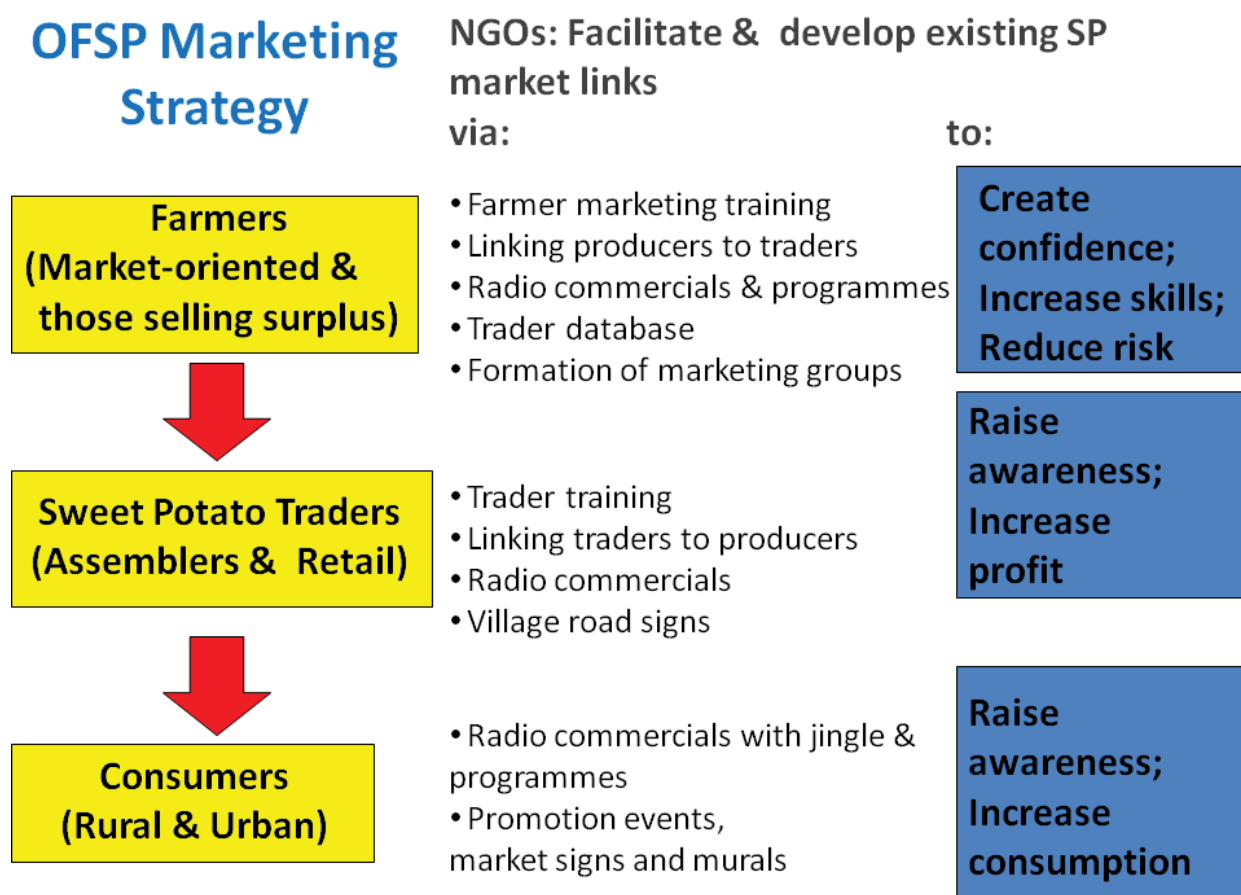 OFSP Marketing
Strategy
NGOs: Facilitate & develop existing SP
market links
via:
to:
Farmers
(Market-oriented &
those selling surplus)
• Farmer marketing training
• Linking producers to traders
• Radio commercials & programmes
• Trader database
• Formation of marketing groups
Create
confidence;
Increase skills;
Reduce risk
Sweet Potato Traders
(Assemblers & Retail)
• Trader training
• Linking traders to producers
• Radio commercials
• Village road signs
Raise
awareness;
Increase
profit
Consumers
(Rural & Urban)
• Radio commercials with jingle &
programmes
• Promotion events,
market signs and murals
Raise
awareness;
Increase
consumption